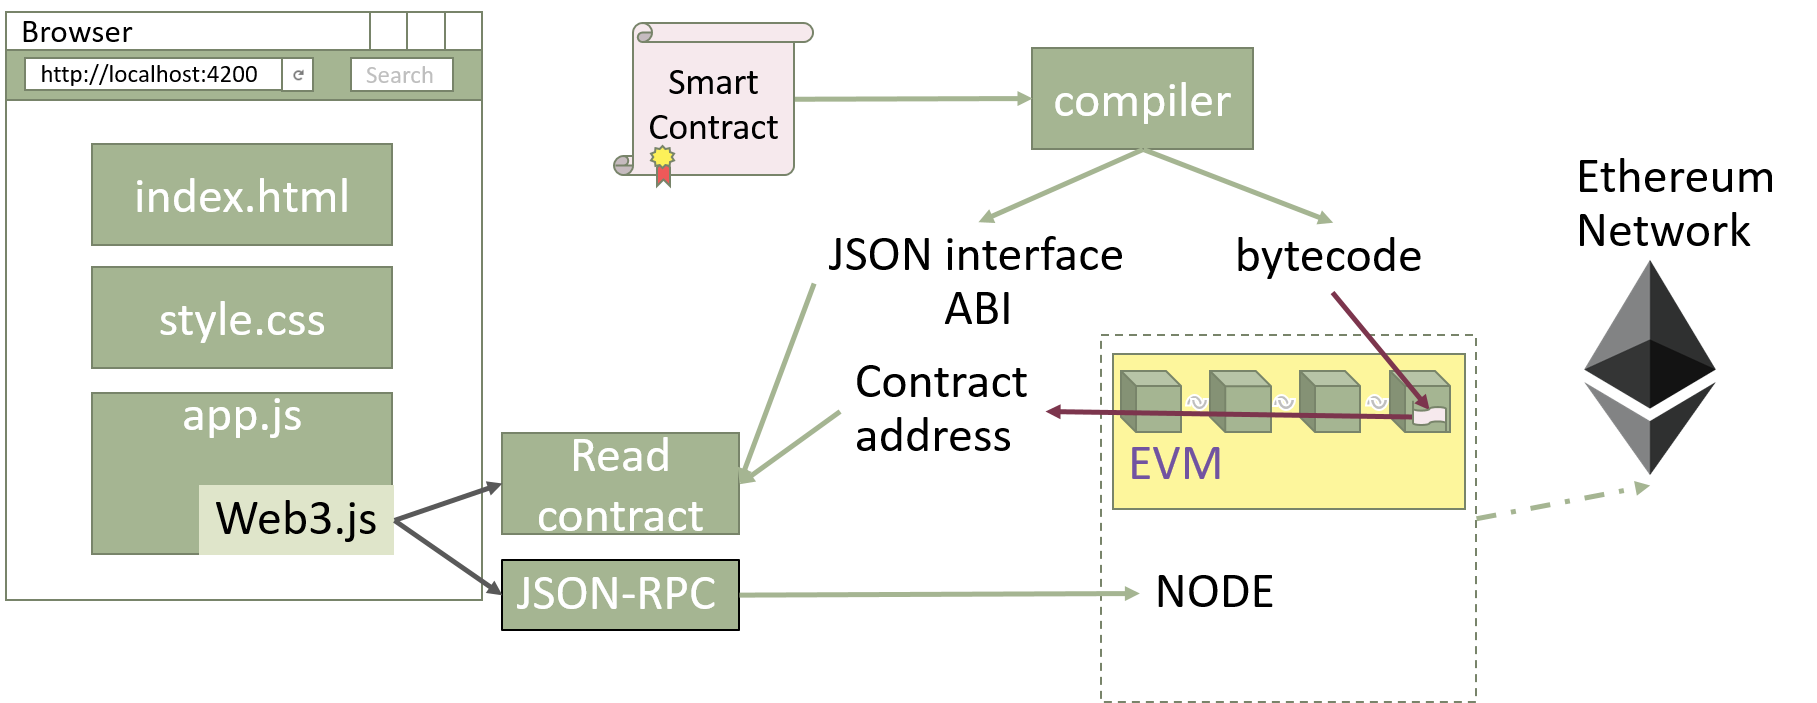 Browser
http://localhost:4200
Search
index.html
style.css
app.js
Web3.js
Smart
Contract
compiler
JSON interface
ABI
bytecode
Contract
address
Read
contract
JSON-RPC
EVM
NODE
Ethereum
Network